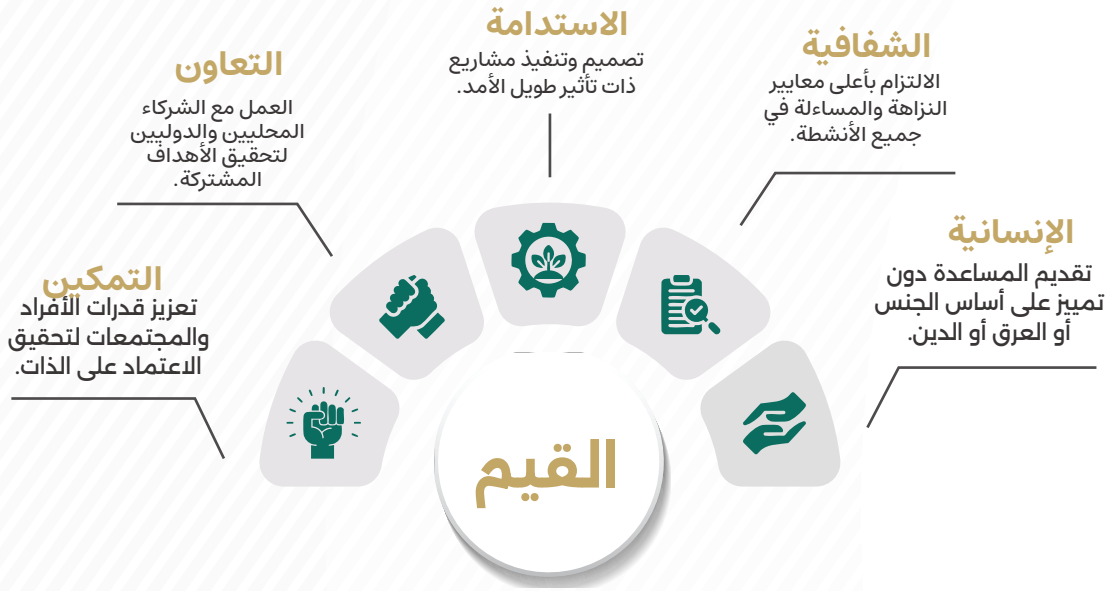 الإنسانية
تقديم المساعدة دون
تمييز على أساس الجنس
أو العرق أو الدين.
الشفافية
الالتزام بأعلى معايير
النزاهة والمساءلة في
جميع الأنشطة.
الاستدامة
تصميم وتنفيذ مشاريع
ذات تأثير طويل الأمد.
التعاون
العمل مع الشركاء
المحليين والدوليين
لتحقيق الأهداف
المشتركة.
التمكين
تعزيز قدرات الأفراد
والمجتمعات لتحقيق
الاعتماد على الذات.
القيم